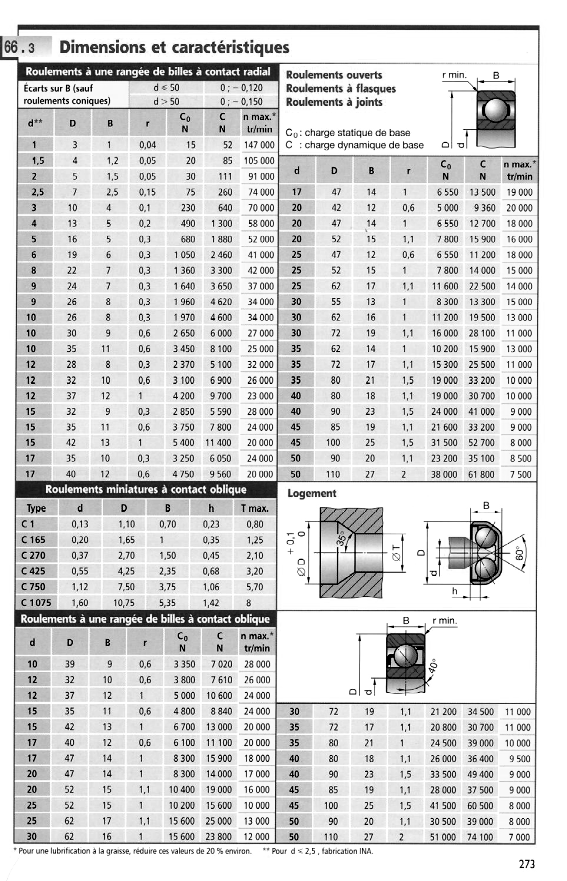 66 . 3 Dimensions et caractéristiques
Roulements à une rangée de billes à contact radial
Écarts sur B (sauf d ⩽ 50 0 ; – 0,120
roulements coniques) d > 50 0 ; – 0,150
d** D B r C0 N C N n max.* tr/min
1 3 1 0,04 15 52 147 000
1,5 4 1,2 0,05 20 85 105 000
2 5 1,5 0,05 30 111 91 000
2,5 7 2,5 0,15 75 260 74 000
3 10 4 0,1 230 640 70 000
4 13 5 0,2 490 1 300 58 000
5 16 5 0,3 680 1 880 52 000
6 19 6 0,3 1 050 2 460 41 000
8 22 7 0,3 1 360 3 300 42 000
9 24 7 0,3 1 640 3 650 37 000
9 26 8 0,3 1 960 4 620 34 000
10 26 8 0,3 1 970 4 600 34 000
10 30 9 0,6 2 650 6 000 27 000
10 35 11 0,6 3 450 8 100 25 000
12 28 8 0,3 2 370 5 100 32 000
12 32 10 0,6 3 100 6 900 26 000
12 37 12 1 4 200 9 700 23 000
15 32 9 0,3 2 850 5 590 28 000
15 35 11 0,6 3 750 7 800 24 000
15 42 13 1 5 400 11 400 20 000
17 35 10 0,3 3 250 6 050 24 000
17 40 12 0,6 4 750 9 560 20 000
Roulements ouverts
Roulements à flasques
Roulements à joints
C0 : charge statique de base
C : charge dynamique de base
r min. B
D d
d D B r C0 N C N n max.* tr/min
17 47 14 1 6 550 13 500 19 000
20 42 12 0,6 5 000 9 360 20 000
20 47 14 1 6 550 12 700 18 000
20 52 15 1,1 7 800 15 900 16 000
25 47 12 0,6 6 550 11 200 18 000
25 52 15 1 7 800 14 000 15 000
25 62 17 1,1 11 600 22 500 14 000
30 55 13 1 8 300 13 300 15 000
30 62 16 1 11 200 19 500 13 000
30 72 19 1,1 16 000 28 100 11 000
35 62 14 1 10 200 15 900 13 000
35 72 17 1,1 15 300 25 500 11 000
35 80 21 1,5 19 000 33 200 10 000
40 80 18 1,1 19 000 30 700 10 000
40 90 23 1,5 24 000 41 000 9 000
45 85 19 1,1 21 600 33 200 9 000
45 100 25 1,5 31 500 52 700 8 000
50 90 20 1,1 23 200 35 100 8 500
50 110 27 2 38 000 61 800 7 500
Roulements miniatures à contact oblique
Type d D B h T max.
C 1 0,13 1,10 0,70 0,23 0,80
C 165 0,20 1,65 1 0,35 1,25
C 270 0,37 2,70 1,50 0,45 2,10
C 425 0,55 4,25 2,35 0,68 3,20
C 750 1,12 7,50 3,75 1,06 5,70
C 1075 1,60 10,75 5,35 1,42 8
Logement
Ø D + 0,1 0 35° Ø T
B D d h 60°
Roulements à une rangée de billes à contact oblique
d D B r C0 N C N n max.* tr/min
10 39 9 0,6 3 350 7 020 28 000
12 32 10 0,6 3 800 7 610 26 000
12 37 12 1 5 000 10 600 24 000
15 35 11 0,6 4 800 8 840 24 000
15 42 13 1 6 700 13 000 20 000
17 40 12 0,6 6 100 11 100 20 000
17 47 14 1 8 300 15 900 18 000
20 47 14 1 8 300 14 000 17 000
20 52 15 1,1 10 400 19 000 16 000
25 52 15 1 10 200 15 600 10 000
25 62 17 1,1 15 600 25 000 13 000
30 62 16 1 15 600 23 800 12 000
B r min.
D d 40°
30 72 19 1,1 21 200 34 500 11 000
35 72 17 1,1 20 800 30 700 11 000
35 80 21 1 24 500 39 000 10 000
40 80 18 1,1 26 000 36 400 9 500
40 90 23 1,5 33 500 49 400 9 000
45 85 19 1,1 28 000 37 500 9 000
45 100 25 1,5 41 500 60 500 8 000
50 90 20 1,1 30 500 39 000 8 000
50 110 27 2 51 000 74 100 7 000
* Pour une lubrification à la graisse, réduire ces valeurs de 20 % environ. ** Pour d ⩽ 2,5 , fabrication INA.
273